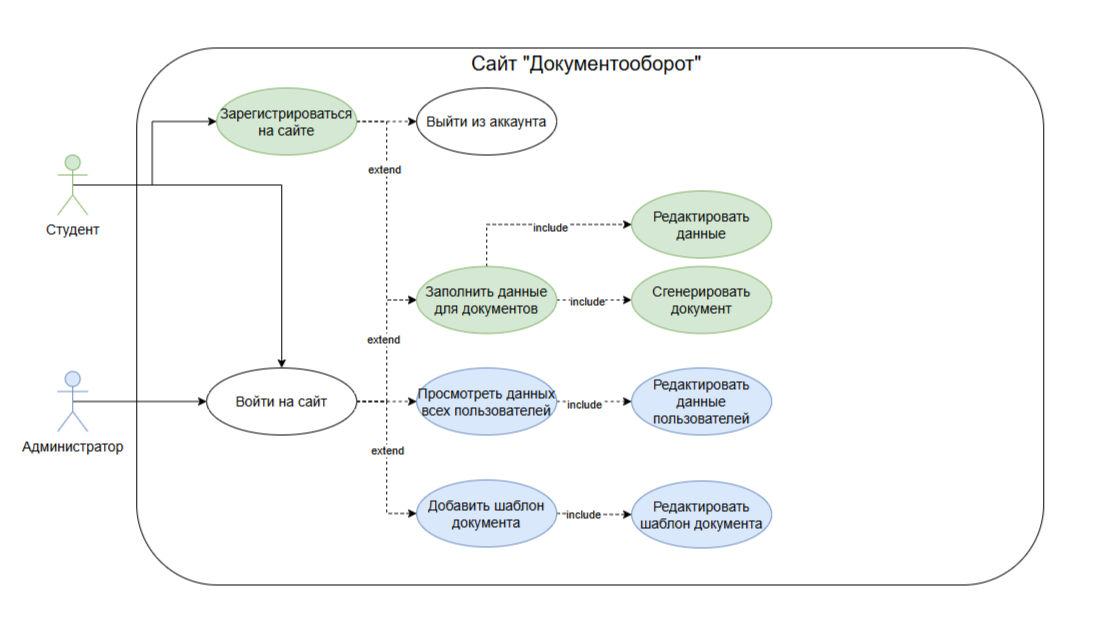 Сайт "Документооборот"
Зарегистрироваться
на сайте
Выйти из аккаунта
extend
Студент
Редактировать
данные
include
Заполнить данные
для документов
include
Сгенерировать
документ
extend
Администратор
Войти на сайт
Просмотреть данных
всех пользователей
include
Редактировать
данные
пользователей
extend
Добавить шаблон
документа
include
Редактировать
шаблон документа